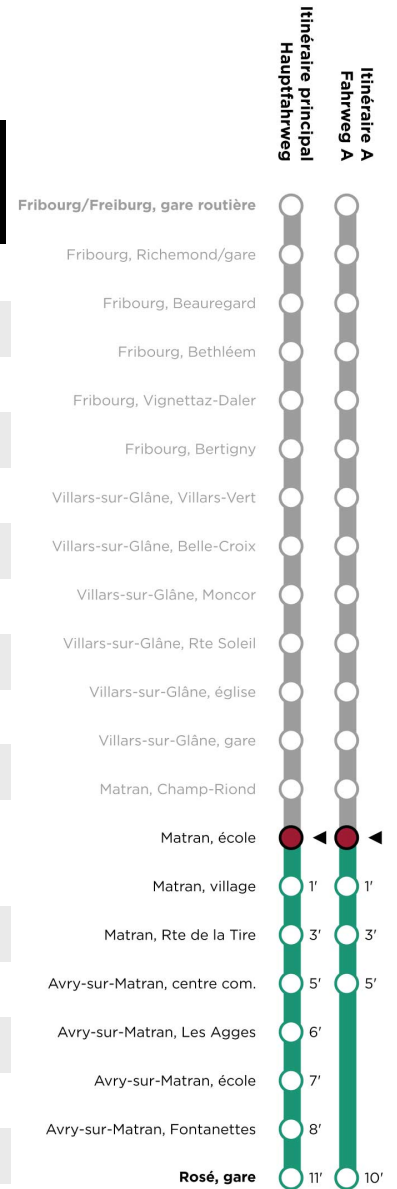 Itinéraire principal
Hauptfahrweg
Itinéraire A
Fahrweg A
Fribourg/Freiburg, gare routière
Fribourg, Richemond/gare
Fribourg, Beauregard
Fribourg, Bethléem
Fribourg, Vignettaz-Daler
Fribourg, Bertigny
Villars-sur-Glâne, Villars-Vert
Villars-sur-Glâne, Belle-Croix
Villars-sur-Glâne, Moncor
Villars-sur-Glâne, Rte Soleil
Villars-sur-Glâne, église
Villars-sur-Glâne, gare
Matran, Champ-Riond
Matran, école
Matran, village 1' 1'
Matran, Rte de la Tire 3' 3'
Avry-sur-Matran, centre com. 5' 5'
Avry-sur-Matran, Les Agges 6'
Avry-sur-Matran, école 7'
Avry-sur-Matran, Fontanettes 8'
Rosé, gare 11' 10'